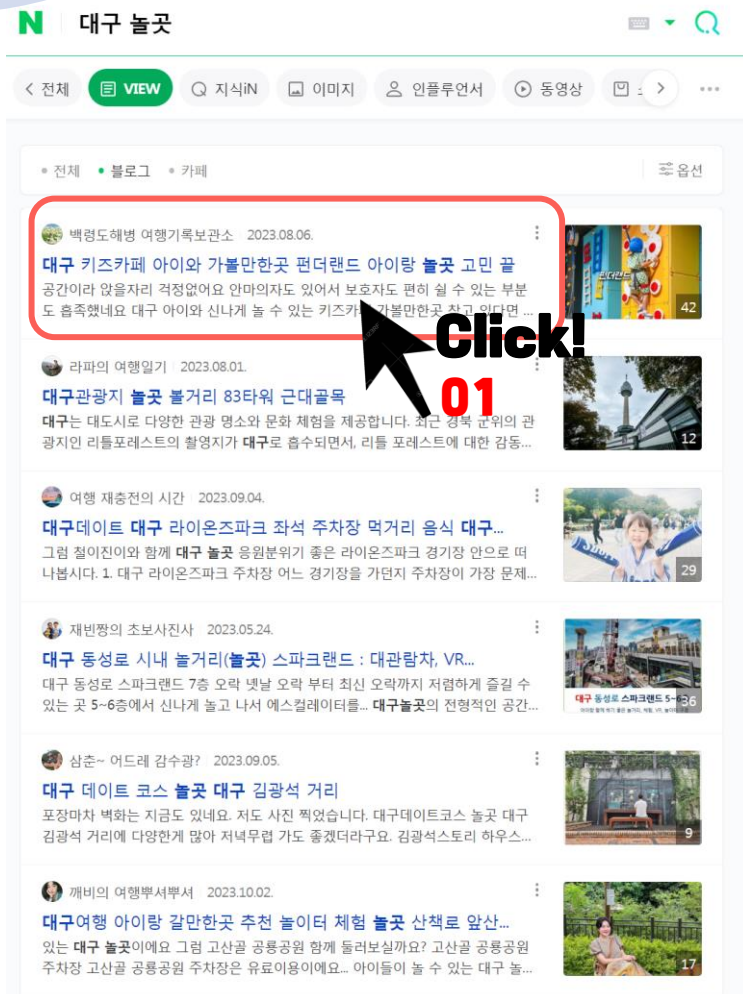 N 대구 놀곳
전체 VIEW 지식iN 이미지 인플루언서 동영상
전체 블로그 카페 옵션
백령도해병 여행기록보관소 2023.08.06.
대구 키즈카페 아이와 가볼만한곳 펀더랜드 아이랑 놀곳 고민 끝
공간이라 앉을자리 걱정없어요 안마의자도 있어서 보호자도 편히 쉴 수 있는 부분
도 흡족했네요 대구 아이와 신나게 놀 수 있는 키즈카페 가볼만한곳 찾고 있다면 ...
펀더랜드
42
Click!
01
라파의 여행일기 2023.08.01.
대구관광지 놀곳 볼거리 83타워 근대골목
대구는 대도시로 다양한 관광 명소와 문화 체험을 제공합니다. 최근 경북 군위의 관
광지인 리틀포레스트의 촬영지가 대구로 흡수되면서, 리틀 포레스트에 대한 감동...
12
여행 재충전의 시간 2023.09.04.
대구데이트 대구 라이온즈파크 좌석 주차장 먹거리 음식 대구...
그럼 철이진이와 함께 대구 놀곳 응원분위기 좋은 라이온즈파크 경기장 안으로 떠
나봅시다. 1. 대구 라이온즈파크 주차장 어느 경기장을 가던지 주차장이 가장 문제...
29
재빈짱의 초보사진사 2023.05.24.
대구 동성로 시내 놀거리(놀곳) 스파크랜드 : 대관람차, VR...
대구 동성로 스파크랜드 7층 오락 옛날 오락 부터 최신 오락까지 저렴하게 즐길 수
있는 곳 5~6층에서 신나게 놀고 나서 에스컬레이터를... 대구놀곳의 전형적인 공간...
대구 동성로 스파크랜드 5~6
36
삼춘~ 어드레 감수광? 2023.09.05.
대구 데이트 코스 놀곳 대구 김광석 거리
포장마차 벽화는 지금도 있네요. 저도 사진 찍었습니다. 대구데이트코스 놀곳 대구
김광석 거리에 다양한게 많아 저녁무렵 가도 좋겠더라구요. 김광석스토리 하우스...
9
깨비의 여행뿌셔뿌셔 2023.10.02.
대구여행 아이랑 갈만한곳 추천 놀이터 체험 놀곳 산책로 앞산...
있는 대구 놀곳이에요 그럼 고산골 공룡공원 함께 둘러보실까요? 고산골 공룡공원
주차장 고산골 공룡공원 주차장은 유료이용이에요... 아이들이 놀 수 있는 대구 놀...
17